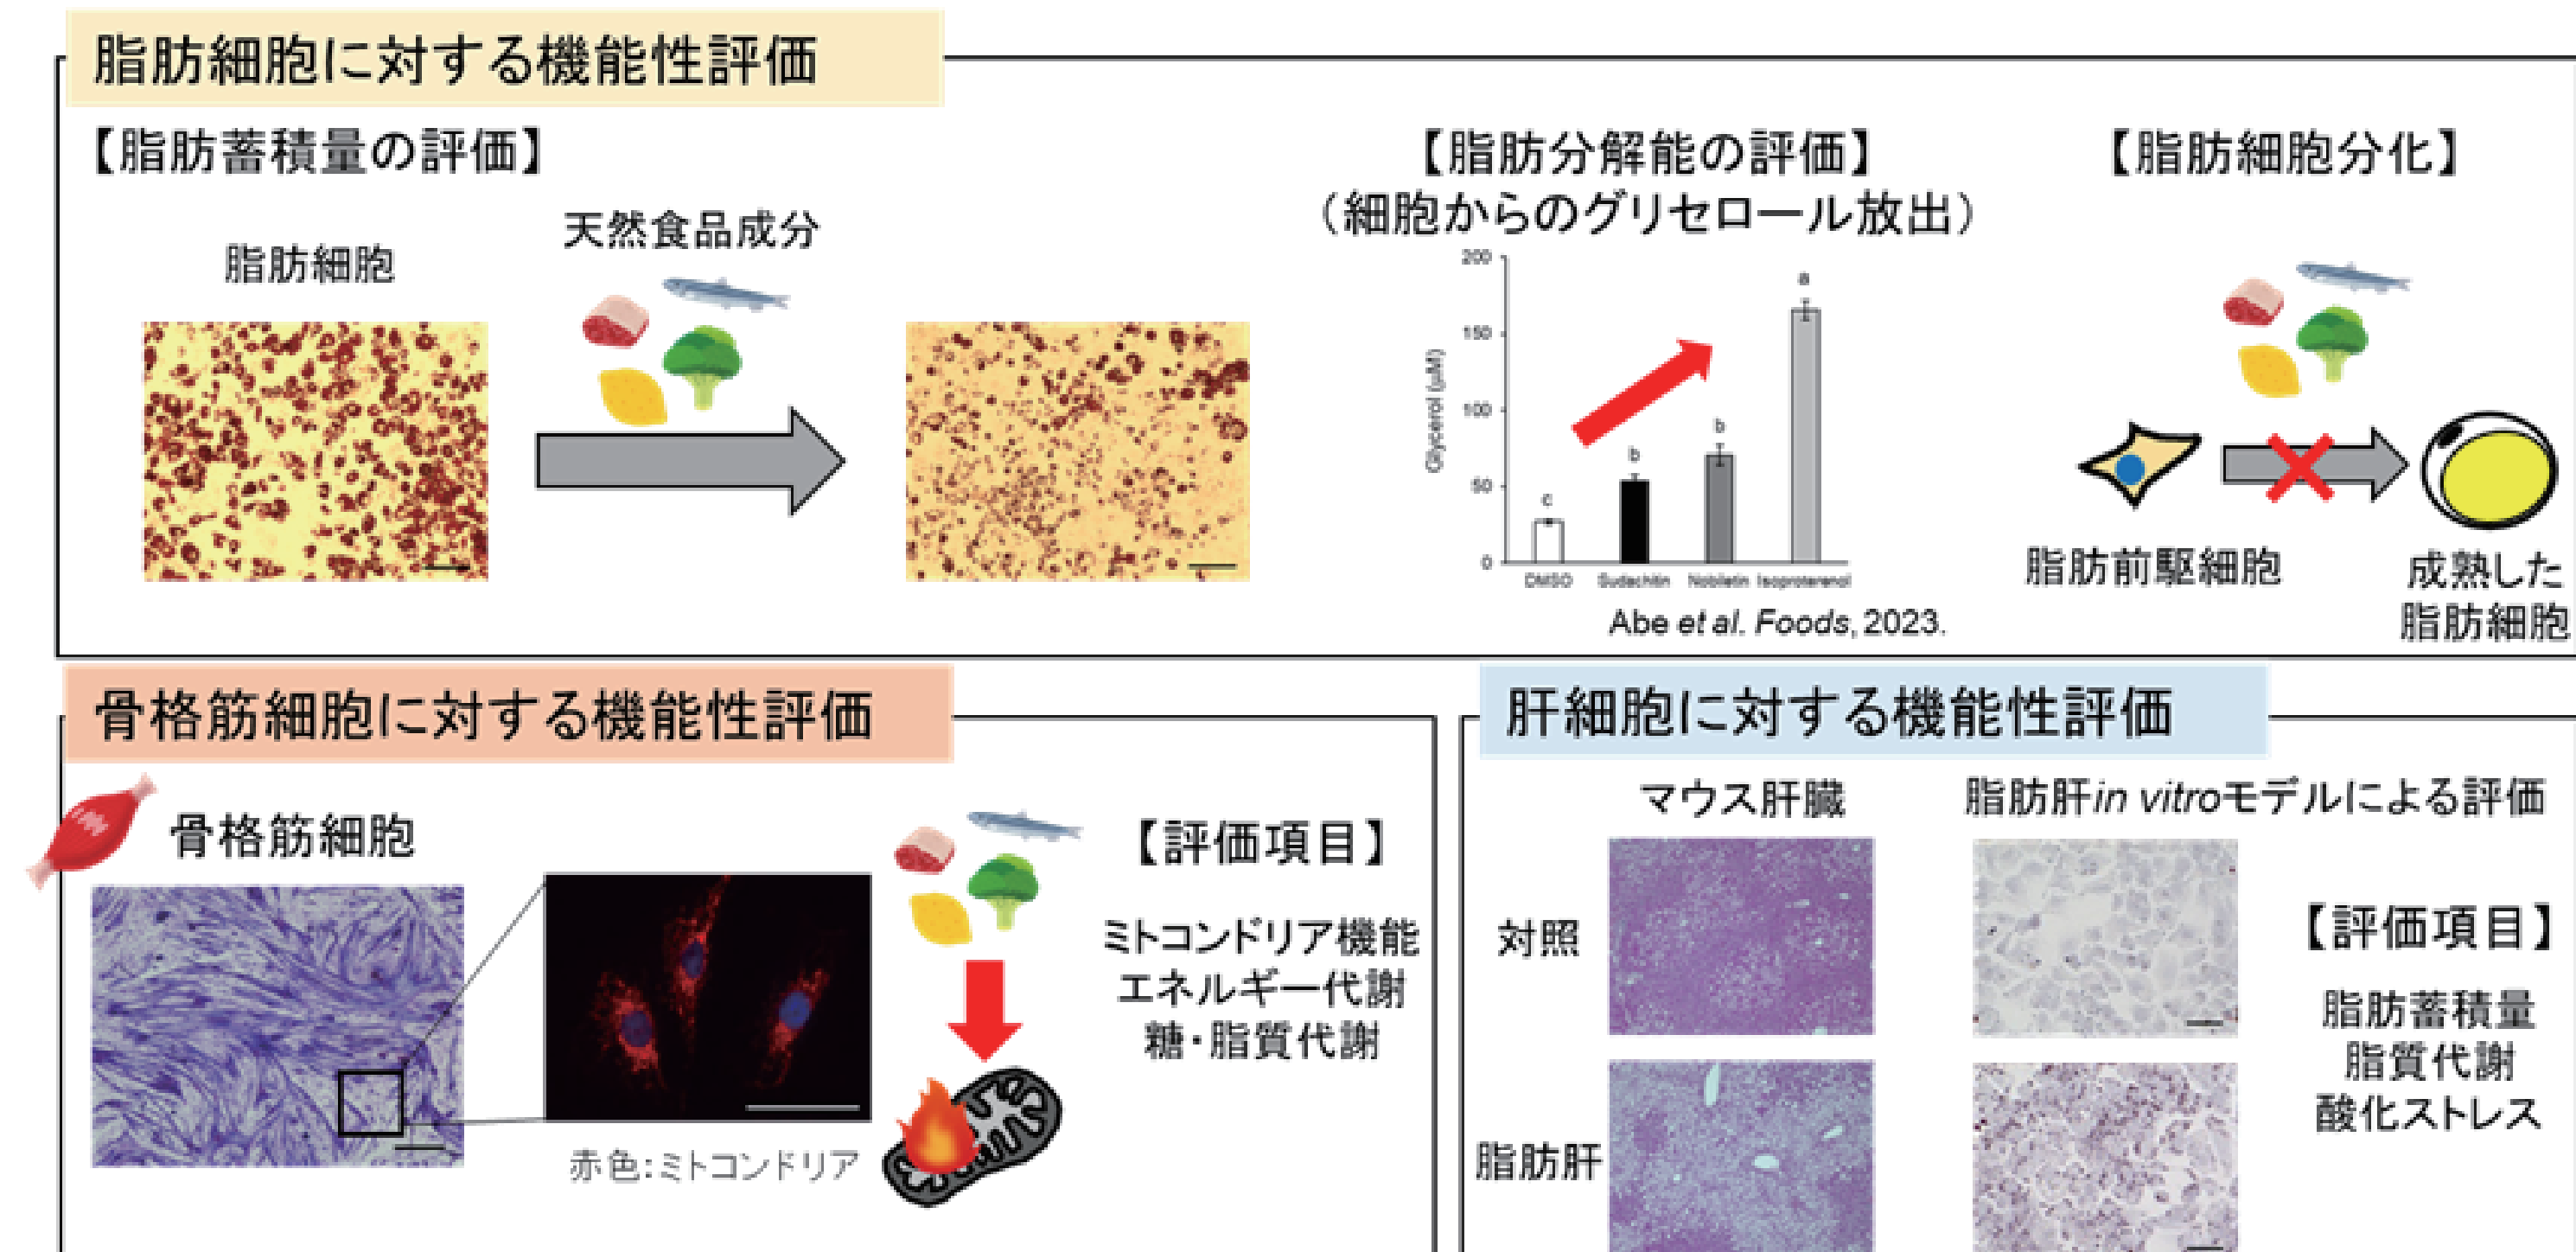 脂肪細胞に対する機能性評価
【脂肪蓄積量の評価】
脂肪細胞
天然食品成分
【脂肪分解能の評価】
（細胞からのグリセロール放出）
200
150
100
50
0
Glycerol (μM)
c
b
b
a
DMSO
Sudachitin
Nobiletin
Isoproterenol
Abe et al. Foods, 2023.
【脂肪細胞分化】
脂肪前駆細胞
成熟した
脂肪細胞
骨格筋細胞に対する機能性評価
骨格筋細胞
赤色：ミトコンドリア
【評価項目】
ミトコンドリア機能
エネルギー代謝
糖・脂質代謝
肝細胞に対する機能性評価
マウス肝臓
脂肪肝in vitroモデルによる評価
対照
脂肪肝
【評価項目】
脂肪蓄積量
脂質代謝
酸化ストレス